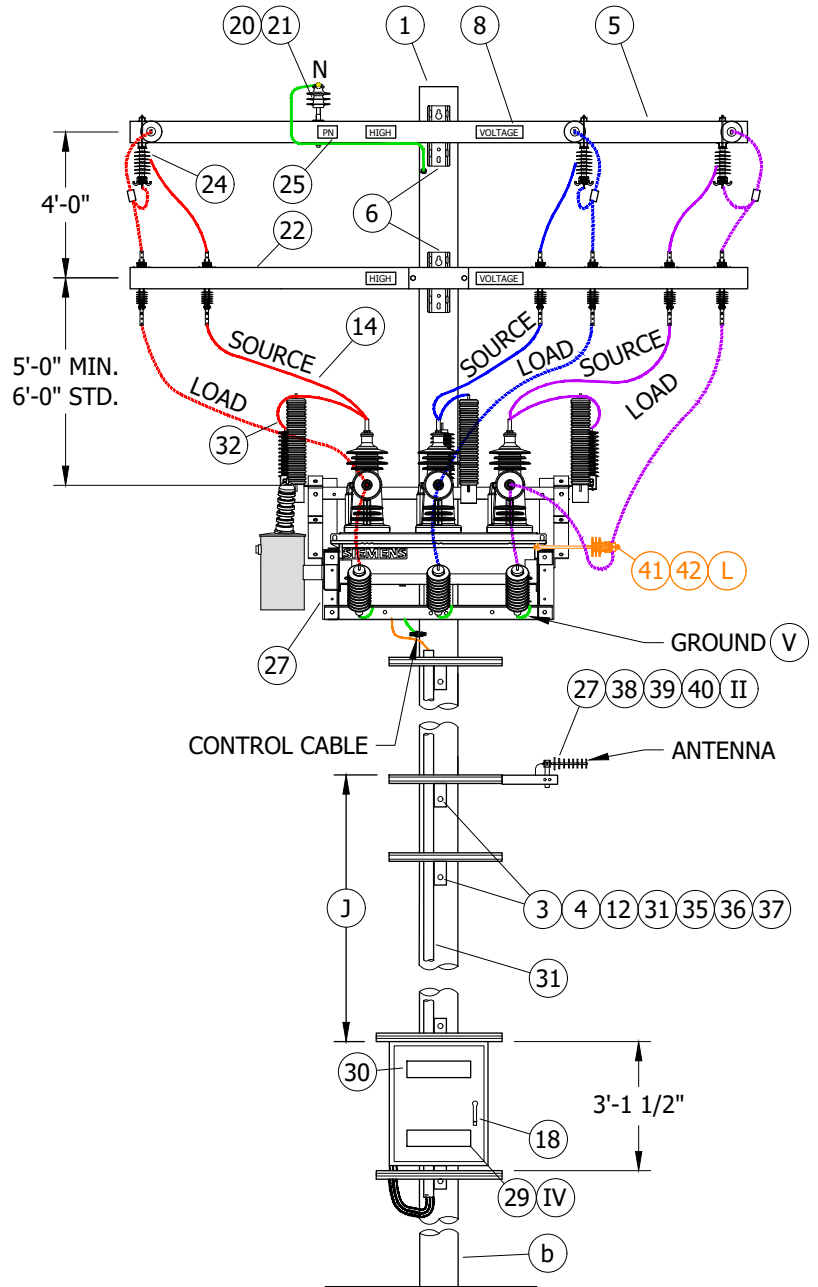 20 21 1 8 5
N
PN HIGH VOLTAGE
24 25
4'-0"
6
22
HIGH VOLTAGE
14
SOURCE SOURCE SOURCE
LOAD LOAD LOAD
5'-0" MIN.
6'-0" STD.
32
SIEMENS
41 42 L
27
GROUND V
27 38 39 40 II
CONTROL CABLE
ANTENNA
J
3 4 12 31 35 36 37
31
30
3'-1 1/2"
18
29 IV
b